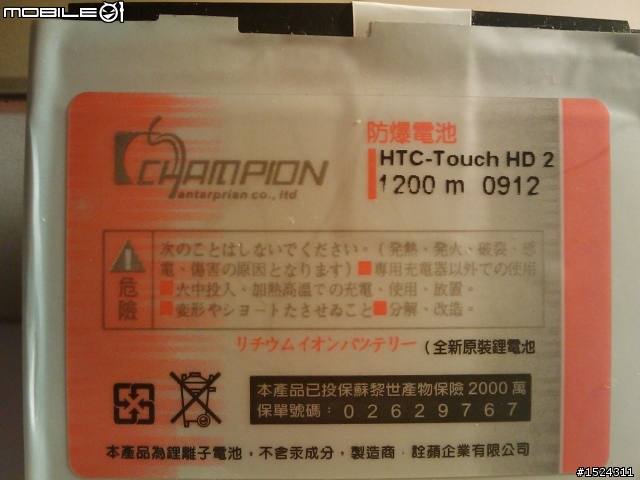 MOBILE01
CHAMPION
antarprian co., ltd
防爆電池
HTC-Touch HD 2
1200 m 0912
次のことはしないでください。(発熱、発火、破裂、感
電、傷害の原因となります)■専用充電器以外での使用
■火中投入、加熱高温での充電、使用、放置。
■変形やショートたさせゐこと■分解、改造。
危險
リチウムイオンバッテリー (全新原裝鋰電池
本產品已投保蘇黎世產物保險2000萬
保單號碼:02629767
本產品為鋰離子電池,不含汞成分,製造商:詮蘋企業有限公司
#1524311